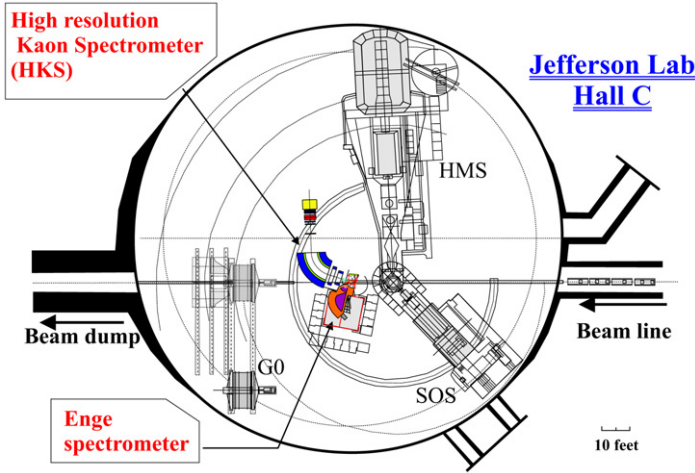 High resolution
Kaon Spectrometer
(HKS)
Jefferson Lab
Hall C
HMS
Beam dump
Beam line
G0
SOS
Enge
spectrometer
10 feet